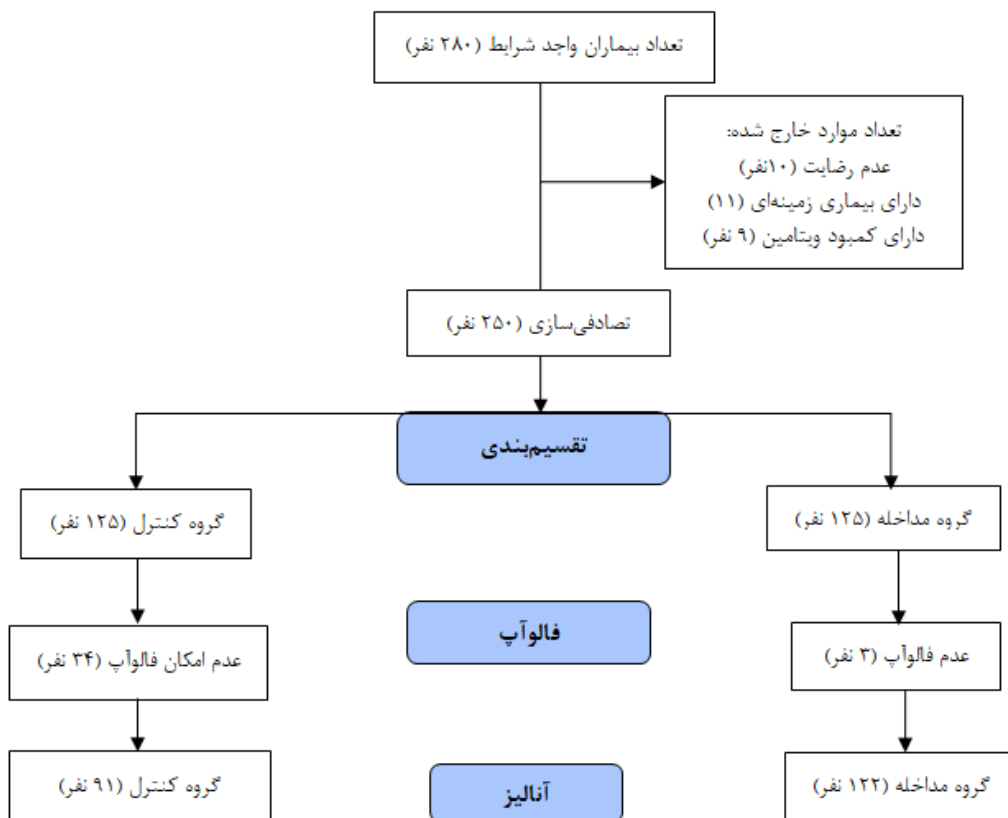 تعداد بیماران واجد شرایط (۲۸۰ نفر)
تعداد موارد خارج شده:
عدم رضایت (۱۰نفر)
دارای بیماری زمینه‌ای (۱۱)
دارای کمبود ویتامین (۹ نفر)
تصادفی‌سازی (۲۵۰ نفر)
تقسیم‌بندی
گروه مداخله (۱۲۵ نفر)
گروه کنترل (۱۲۵ نفر)
فالوآپ
عدم فالوآپ (۳ نفر)
عدم امکان فالوآپ (۳۴ نفر)
آنالیز
گروه مداخله (۱۲۲ نفر)
گروه کنترل (۹۱ نفر)